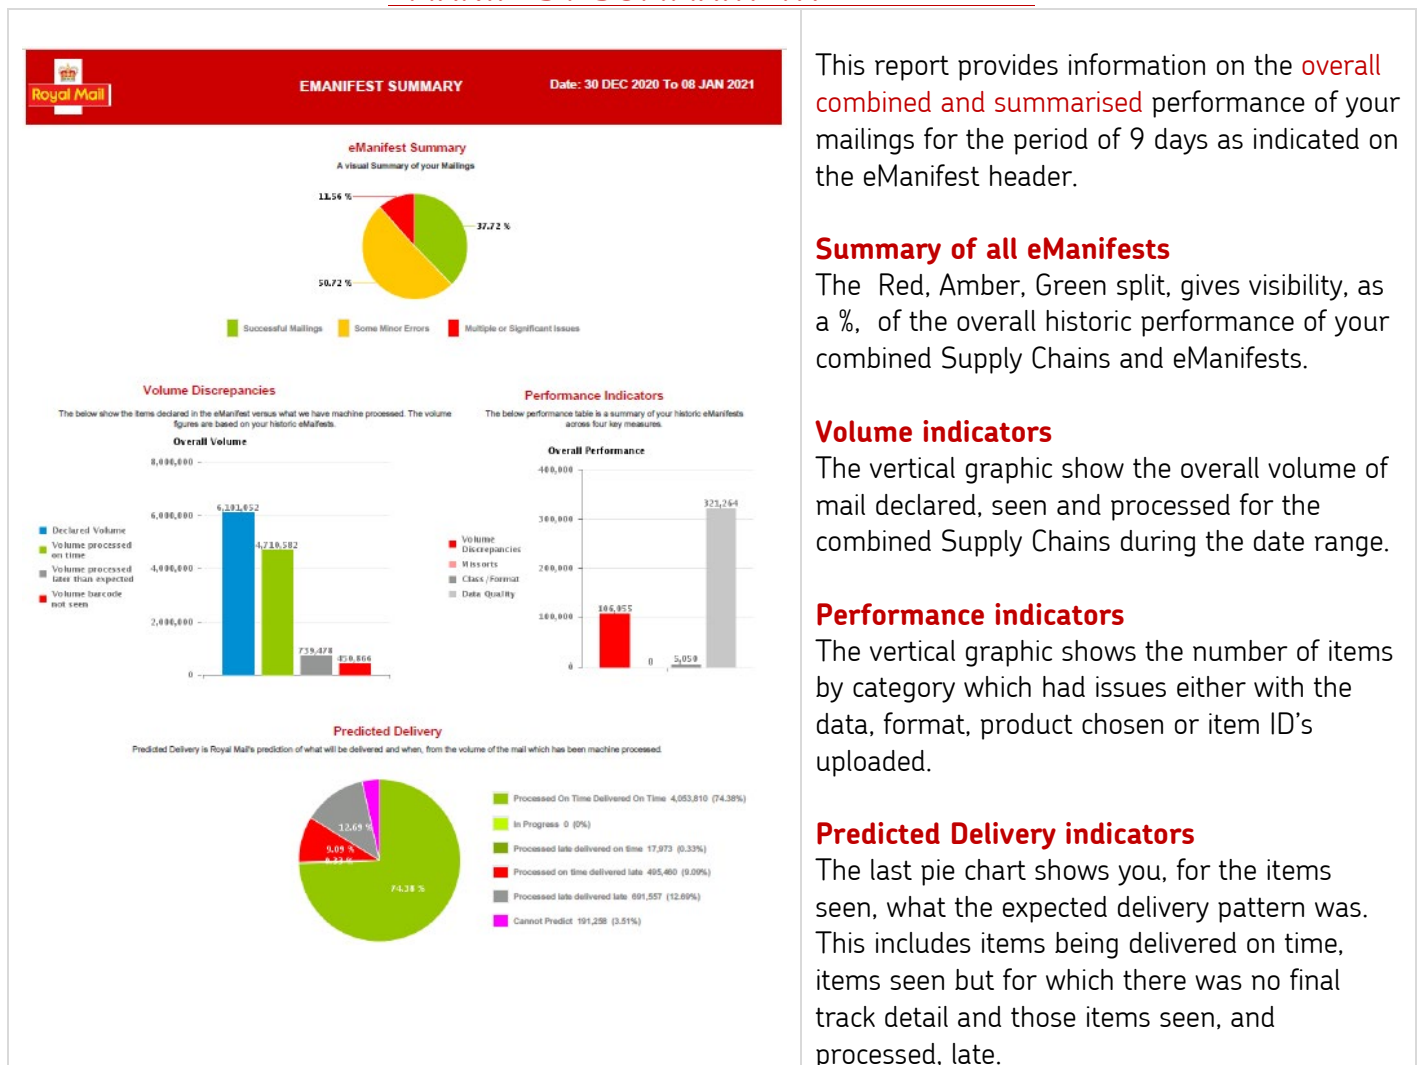 Royal Mail
EMANIFEST SUMMARY
Date: 30 DEC 2020 To 08 JAN 2021
eManifest Summary
A visual Summary of your Mailings
11.56 %
37.72 %
50.72 %
Successful Mailings
Some Minor Errors
Multiple or Significant Issues
Volume Discrepancies
The below show the items declared in the eManifest versus what we have machine processed. The volume
figures are based on your historic eMaifests.
Overall Volume
8,000,000
6,000,000
4,000,000
2,000,000
0
6,101,052
4,710,582
739,478
450,866
Declared Volume
Volume processed
on time
Volume processed
later than expected
Volume barcode
not seen
Performance Indicators
The below performance table is a summary of your historic eManifests
across four key measures.
Overall Performance
400,000
300,000
200,000
100,000
0
106,055
0
5,050
321,264
Volume
Discrepancies
Missorts
Class /Format
Data Quality
Predicted Delivery
Predicted Delivery is Royal Mail's prediction of what will be delivered and when, from the volume of the mail which has been machine processed.
12.69 %
9.09 %
0.33 %
74.38 %
Processed On Time Delivered On Time 4,053,810 (74.38%)
In Progress 0 (0%)
Processed late delivered on time 17,973 (0.33%)
Processed on time delivered late 495,460 (9.09%)
Processed late delivered late 691,557 (12.69%)
Cannot Predict 191,258 (3.51%)
This report provides information on the overall
combined and summarised performance of your
mailings for the period of 9 days as indicated on
the eManifest header.
Summary of all eManifests
The Red, Amber, Green split, gives visibility, as
a %, of the overall historic performance of your
combined Supply Chains and eManifests.
Volume indicators
The vertical graphic show the overall volume of
mail declared, seen and processed for the
combined Supply Chains during the date range.
Performance indicators
The vertical graphic shows the number of items
by category which had issues either with the
data, format, product chosen or item ID's
uploaded.
Predicted Delivery indicators
The last pie chart shows you, for the items
seen, what the expected delivery pattern was.
This includes items being delivered on time,
items seen but for which there was no final
track detail and those items seen, and
processed, late.